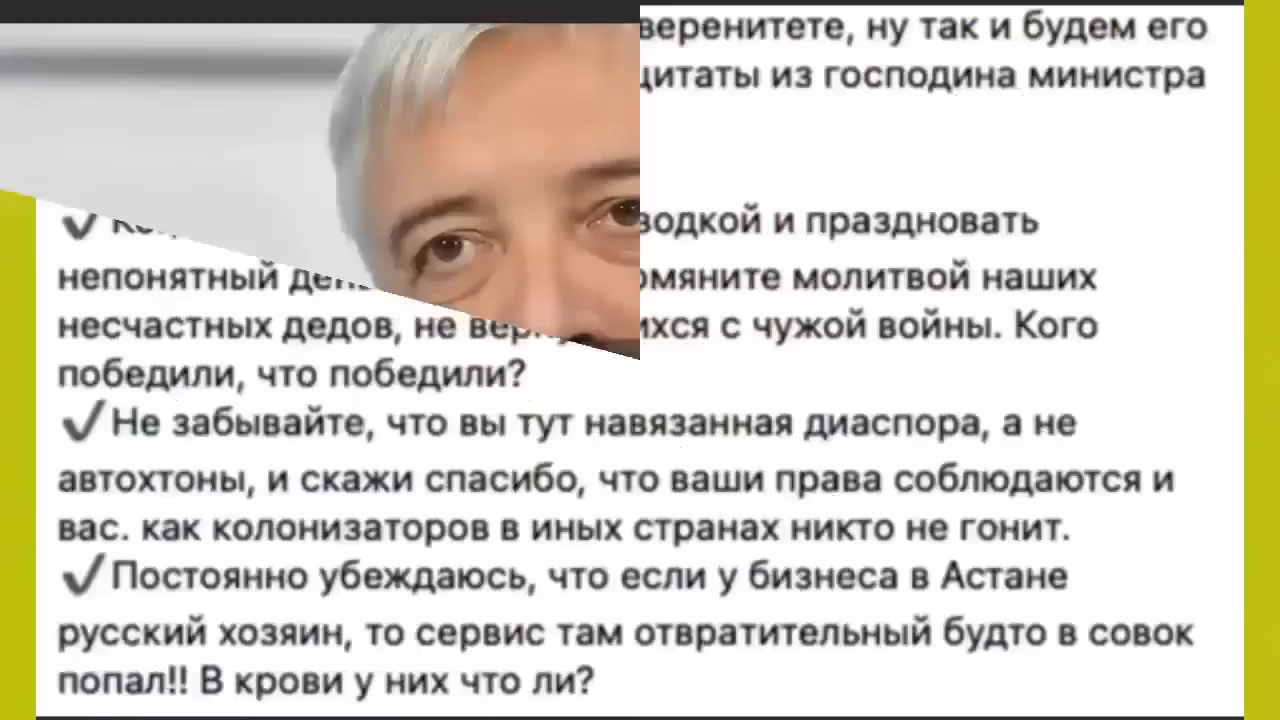 веренитете, ну так и будем его
цитаты из господина министра
водкой и праздновать
непонятный мяните молитвой наших
несчастных дедов, не с чужой войны. Кого
победили, что победили?
✓Не забывайте, что вы тут навязанная диаспора, а не
автохтоны, и скажи спасибо, что ваши права соблюдаются и
вас. как колонизаторов в иных странах никто не гонит.
✓Постоянно убеждаюсь, что если у бизнеса в Астане
русский хозяин, то сервис там отвратительный будто в совок
попал!! В крови у них что ли?